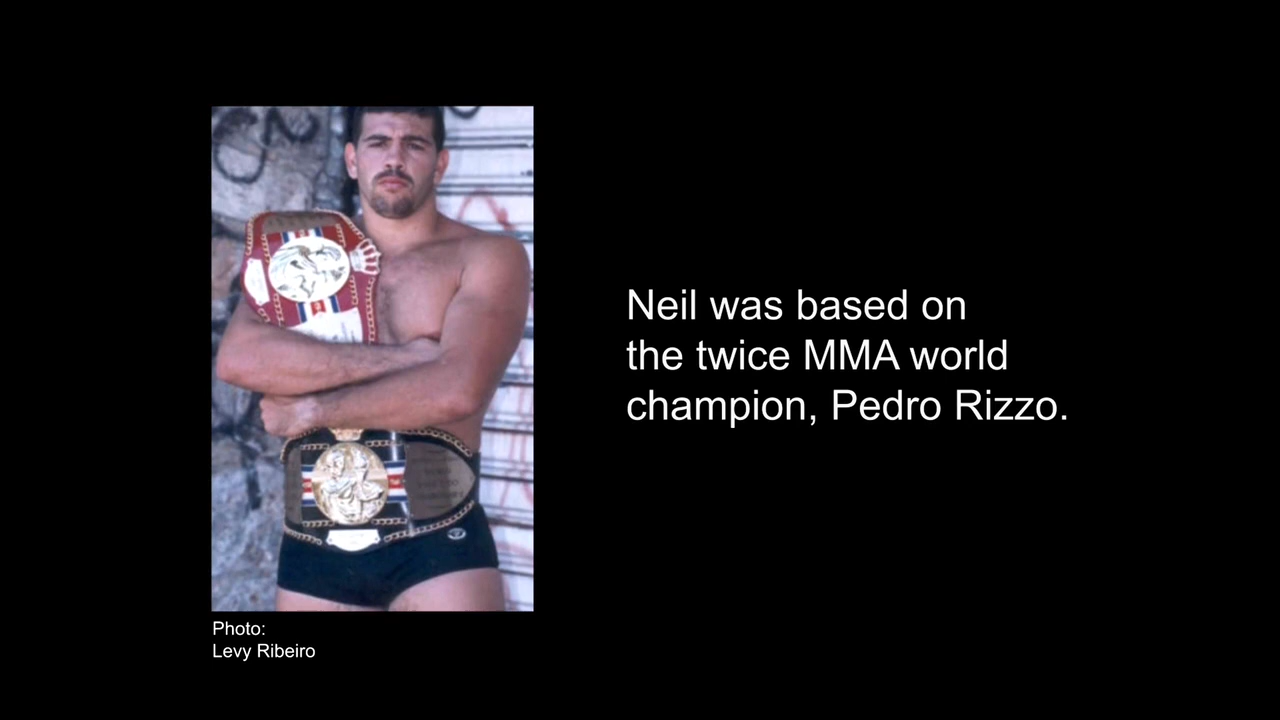 Neil was based on
the twice MMA world
champion, Pedro Rizzo.
Photo:
Levy Ribeiro